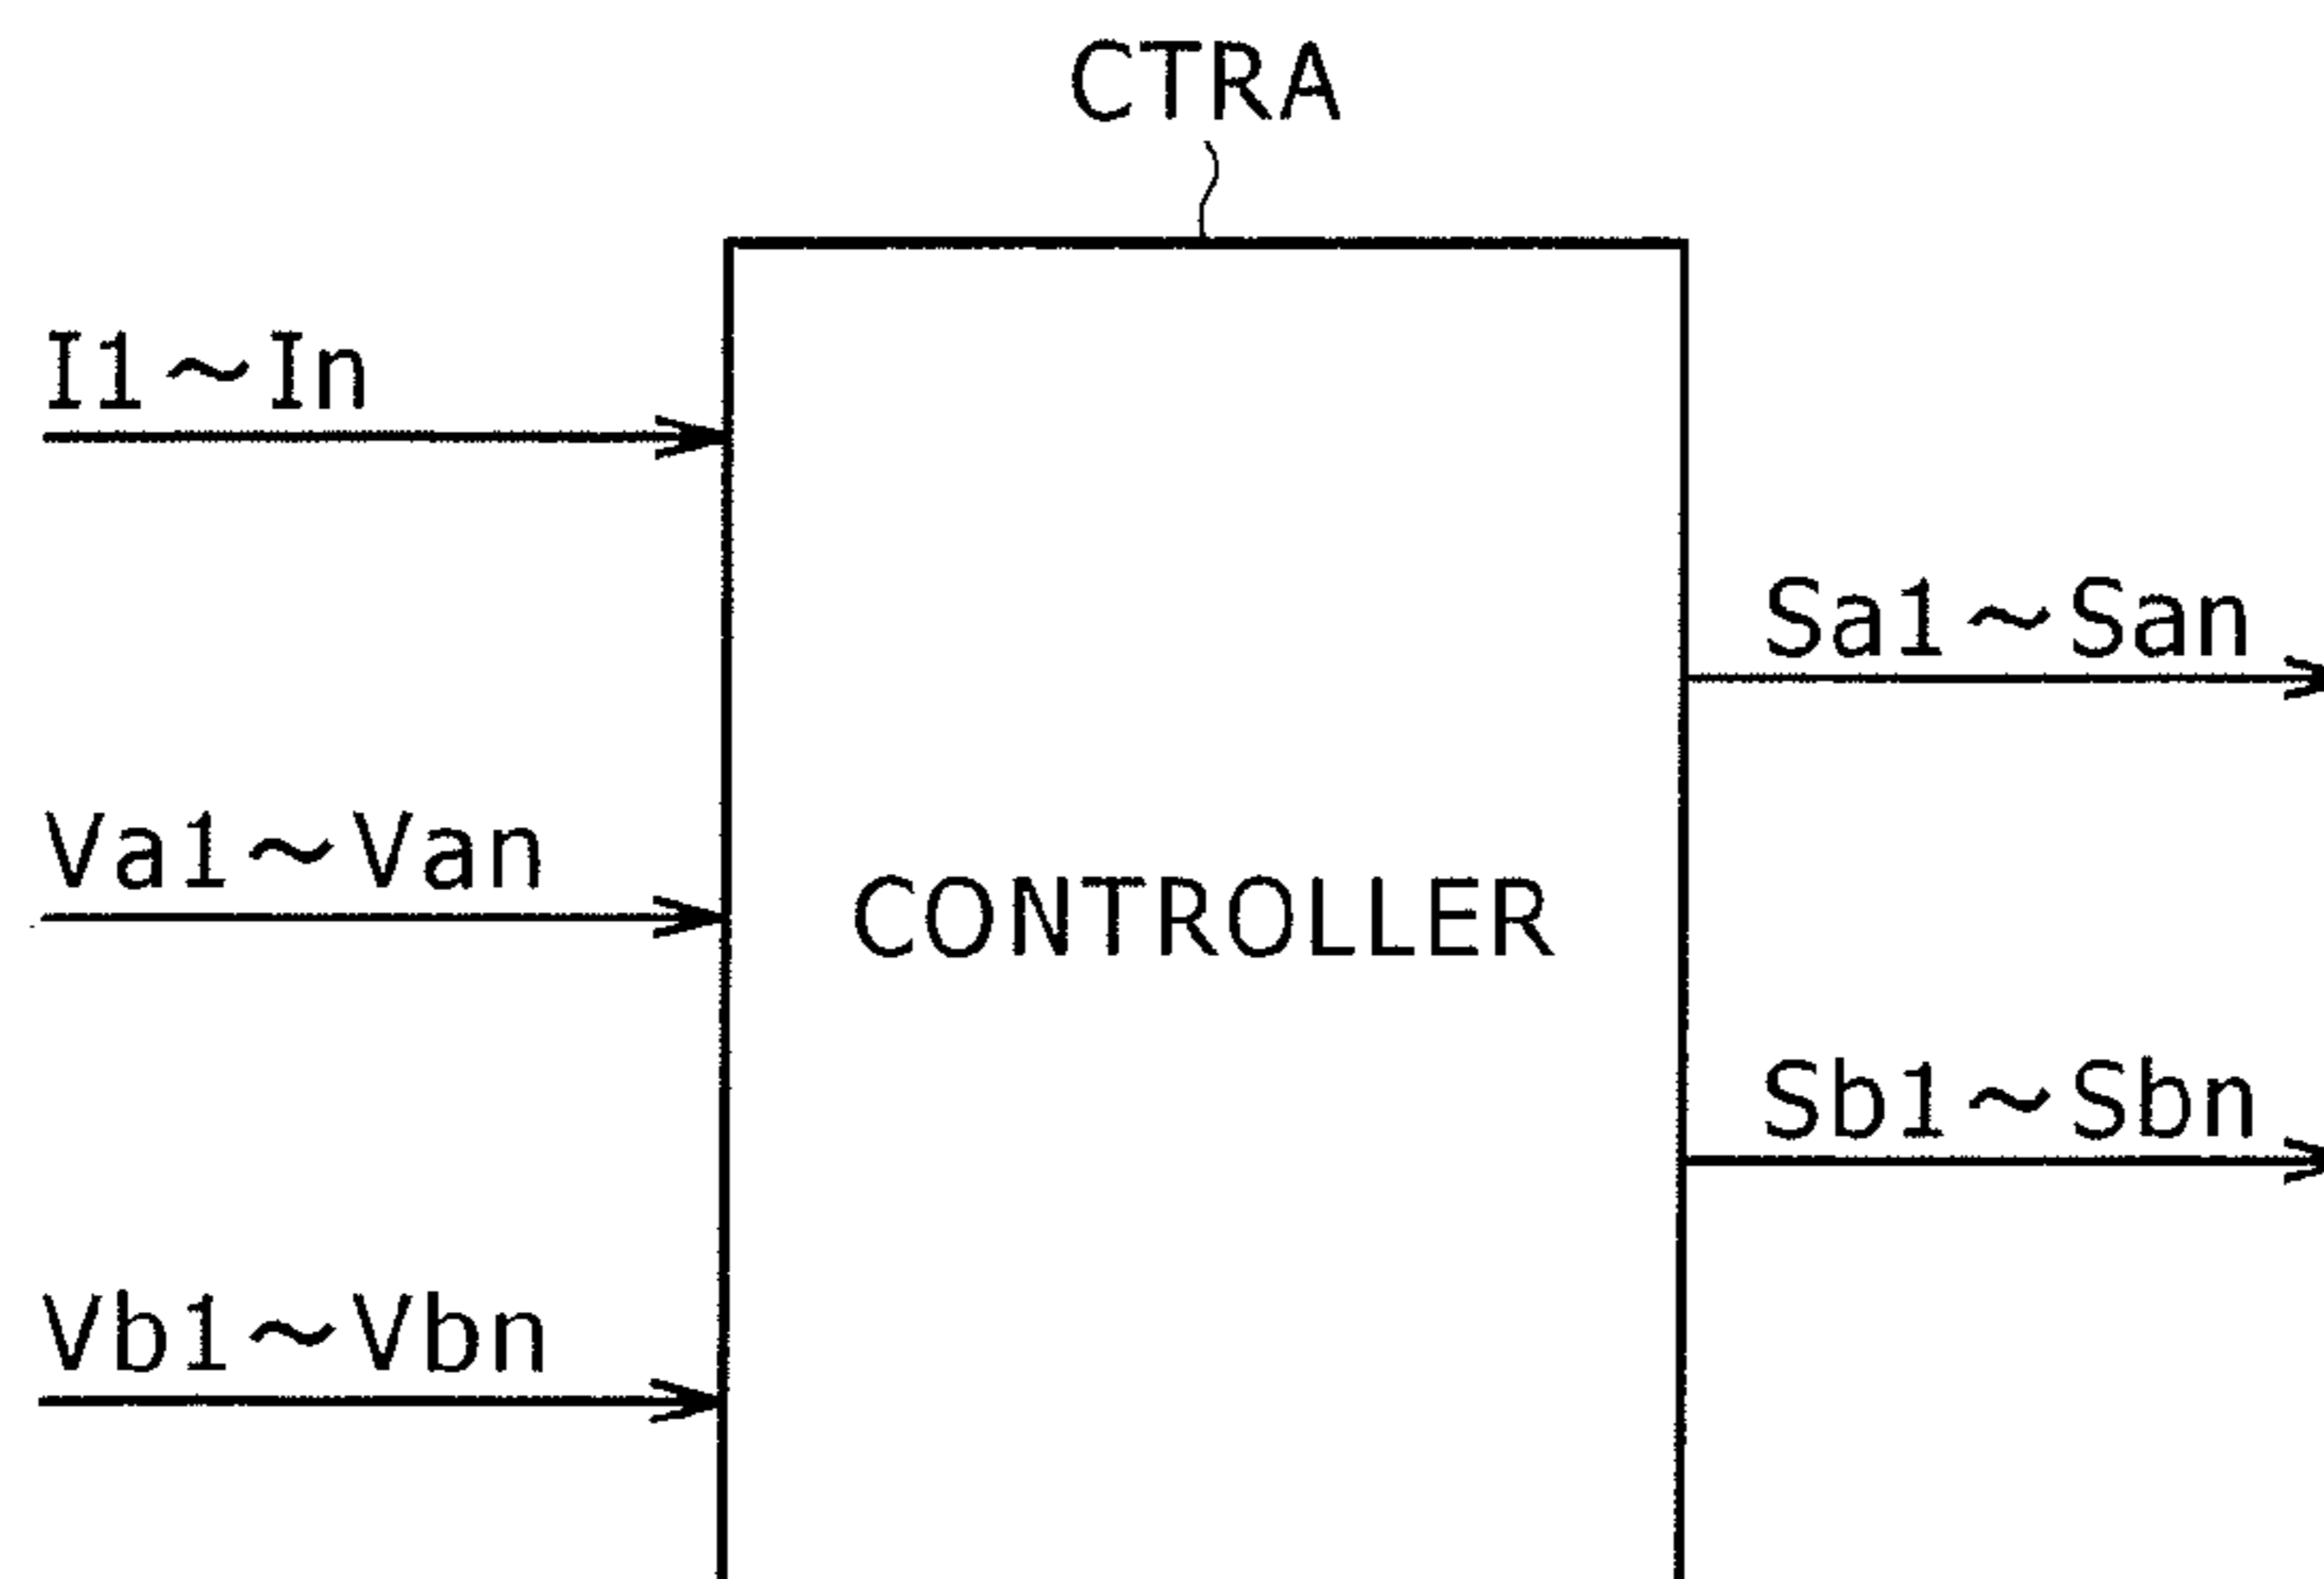 CTRA
I1～In
Sa1～San
Va1～Van
CONTROLLER
Sb1～Sbn
Vb1～Vbn